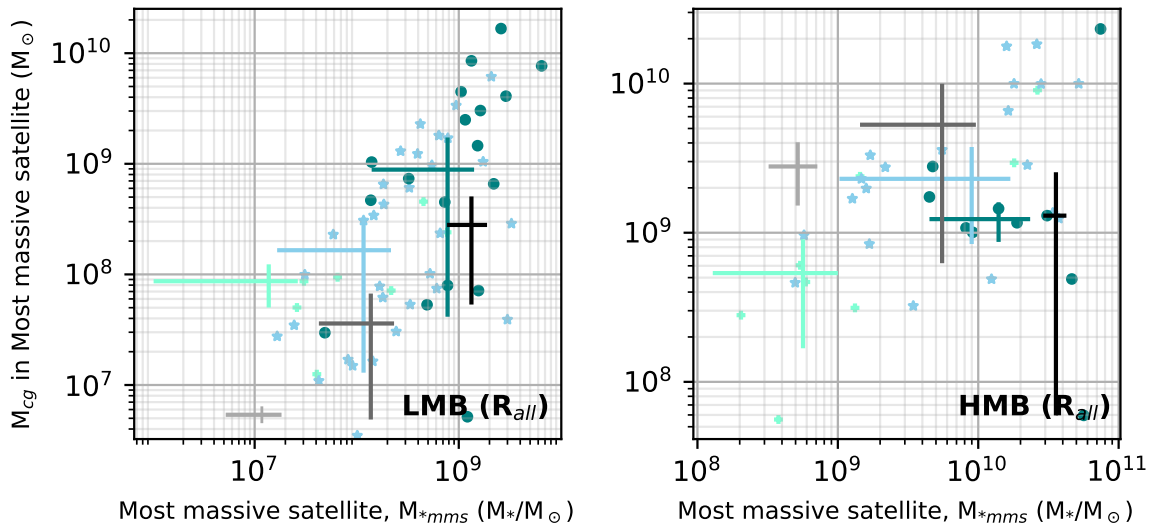 M_cg in Most massive satellite (M_⊙)
10^10
10^9
10^8
10^7
LMB (R_all)
10^7
10^9
Most massive satellite, M_*mms (M_*/M_⊙)
10^10
10^9
10^8
HMB (R_all)
10^8
10^9
10^10
10^11
Most massive satellite, M_*mms (M_*/M_⊙)